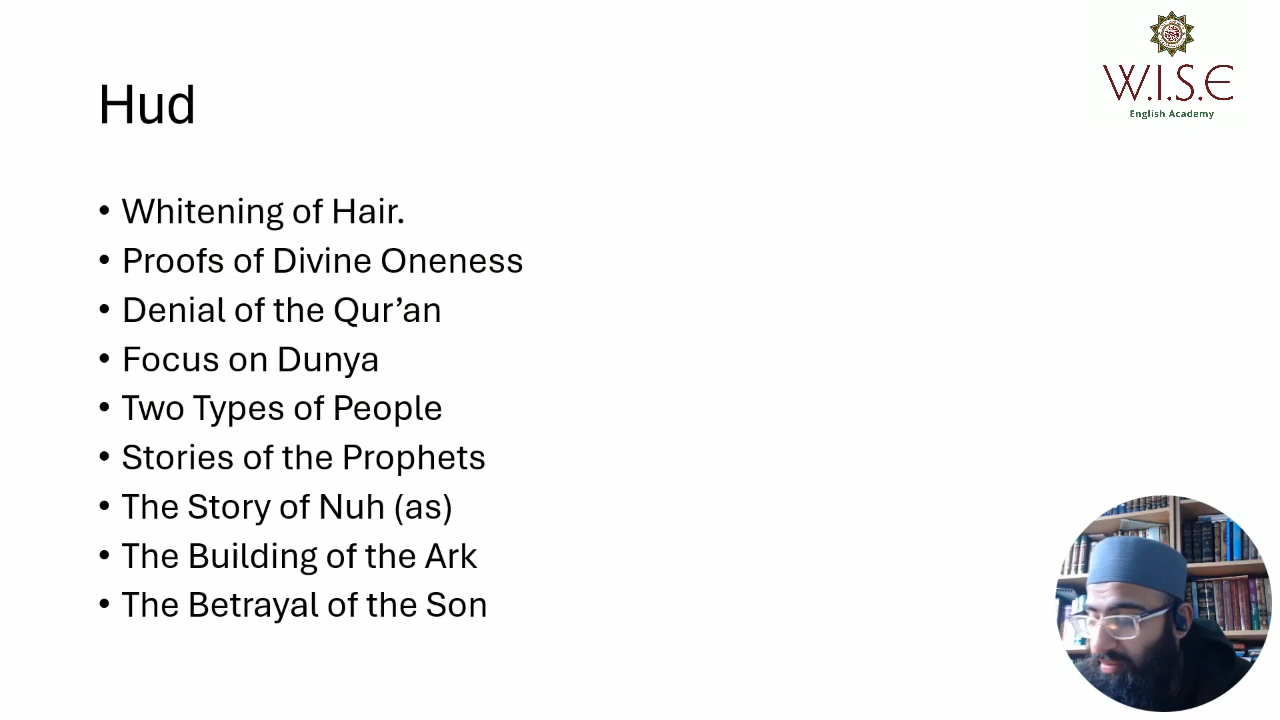 W.I.S.E
English Academy
Hud
• Whitening of Hair.
• Proofs of Divine Oneness
• Denial of the Qur’an
• Focus on Dunya
• Two Types of People
• Stories of the Prophets
• The Story of Nuh (as)
• The Building of the Ark
• The Betrayal of the Son